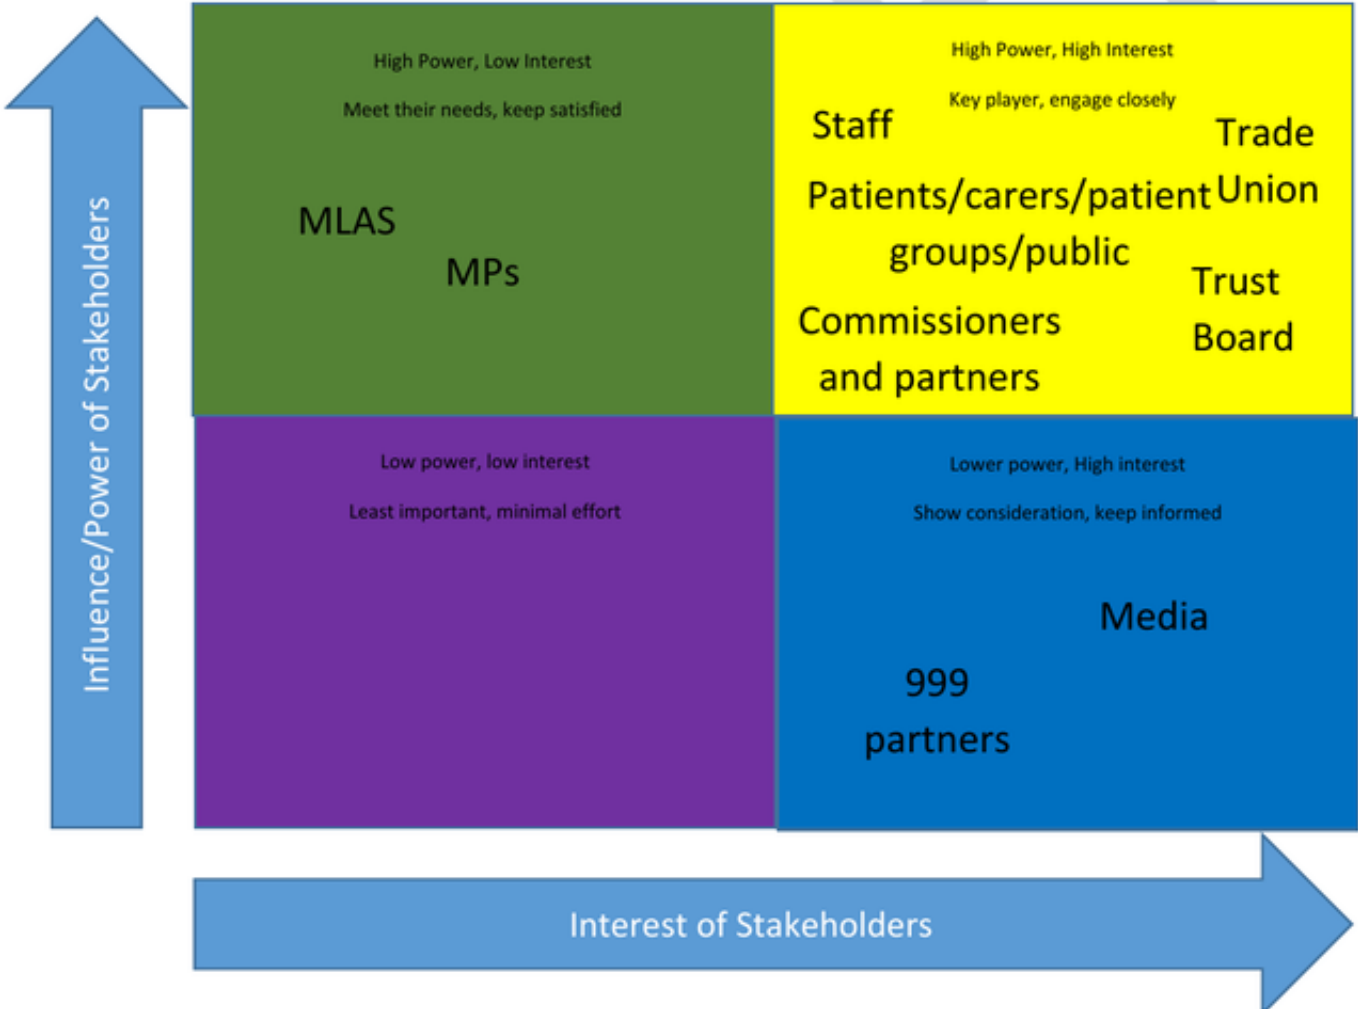 Influence/Power of Stakeholders
High Power, Low Interest
Meet their needs, keep satisfied
MLAS
MPs
High Power, High Interest
Key player, engage closely
Staff
Trade
Union
Patients/carers/patient
groups/public
Trust
Board
Commissioners
and partners
Low power, low interest
Least important, minimal effort
Lower power, High interest
Show consideration, keep informed
Media
999
partners
Interest of Stakeholders